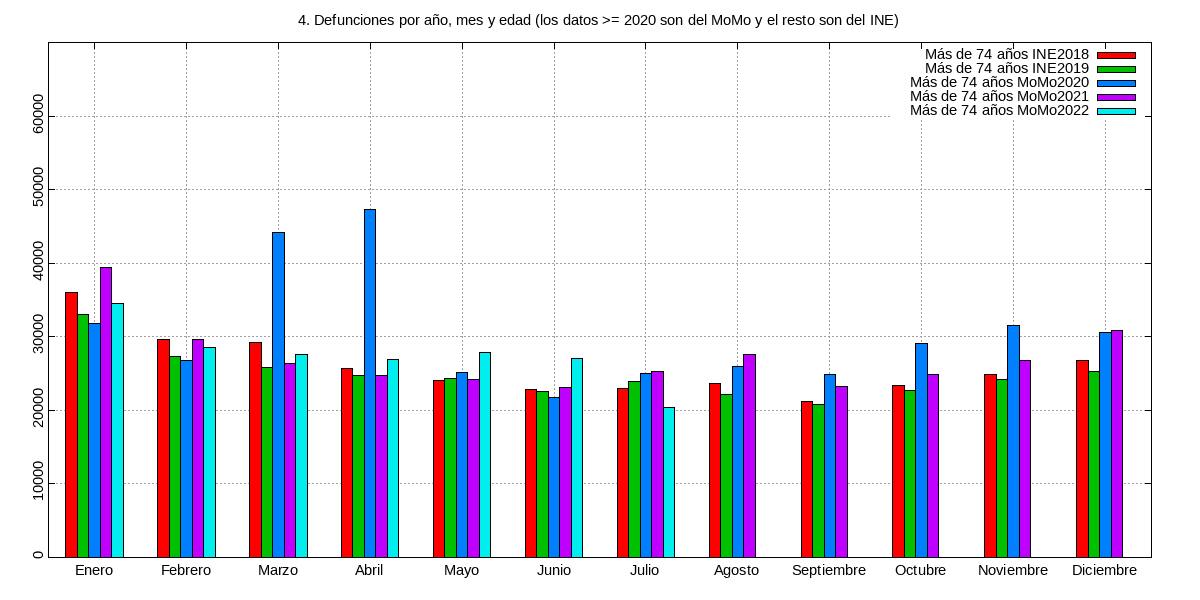 4. Defunciones por año, mes y edad (los datos >= 2020 son del MoMo y el resto son del INE)
Más de 74 años INE2018
Más de 74 años INE2019
Más de 74 años MoMo2020
Más de 74 años MoMo2021
Más de 74 años MoMo2022
60000
50000
40000
30000
20000
10000
0
Enero Febrero Marzo Abril Mayo Junio Julio Agosto Septiembre Octubre Noviembre Diciembre